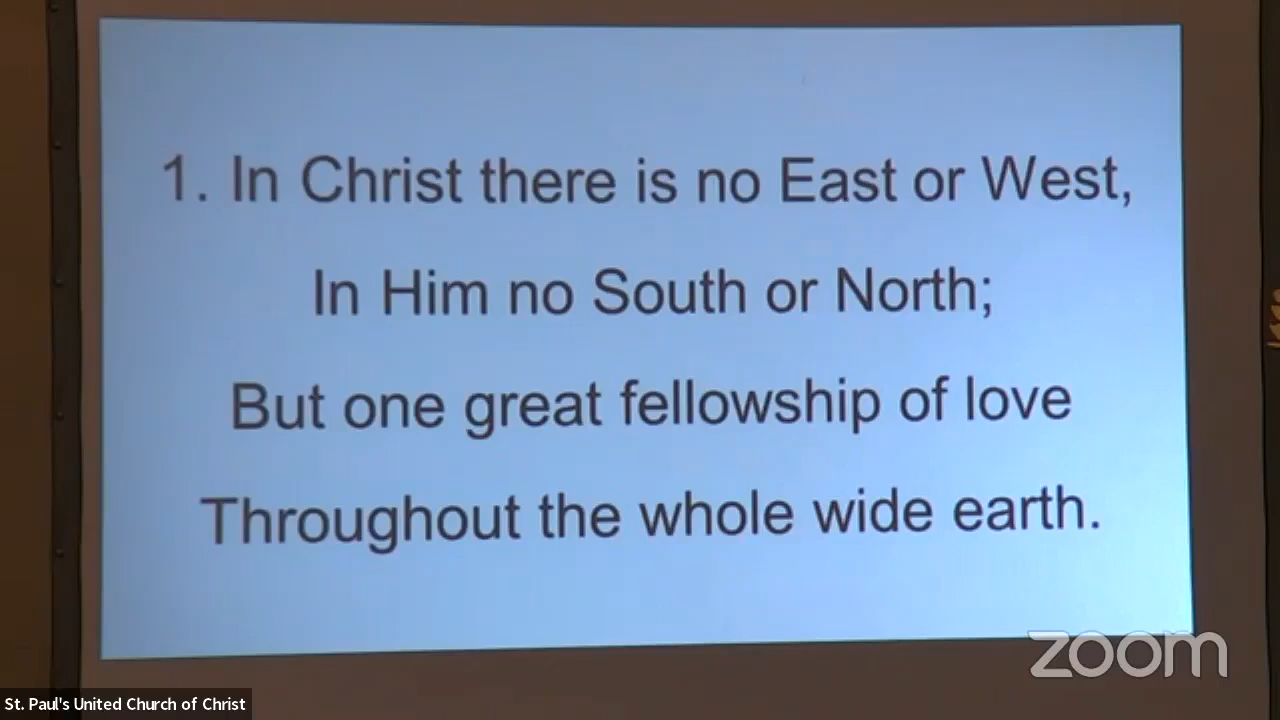 1. In Christ there is no East or West,
In Him no South or North;
But one great fellowship of love
Throughout the whole wide earth.
zoom
St. Paul's United Church of Christ